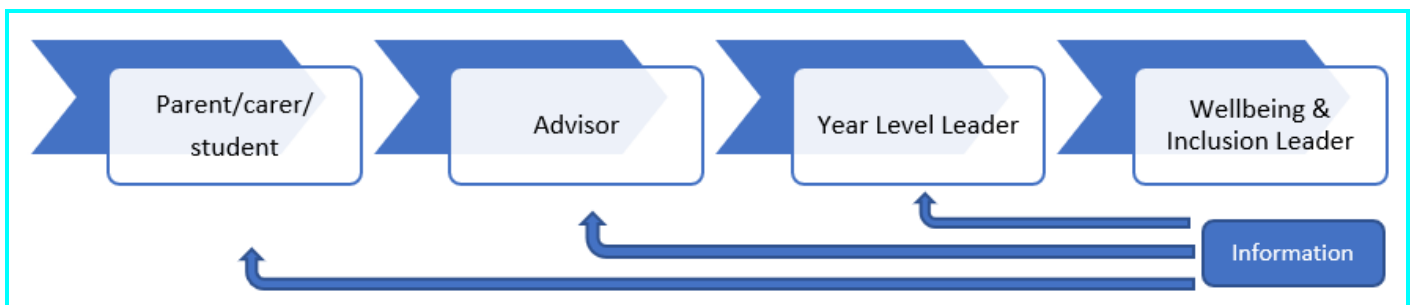 Parent/carer/
student
Advisor
Year Level Leader
Wellbeing &
Inclusion Leader
Information